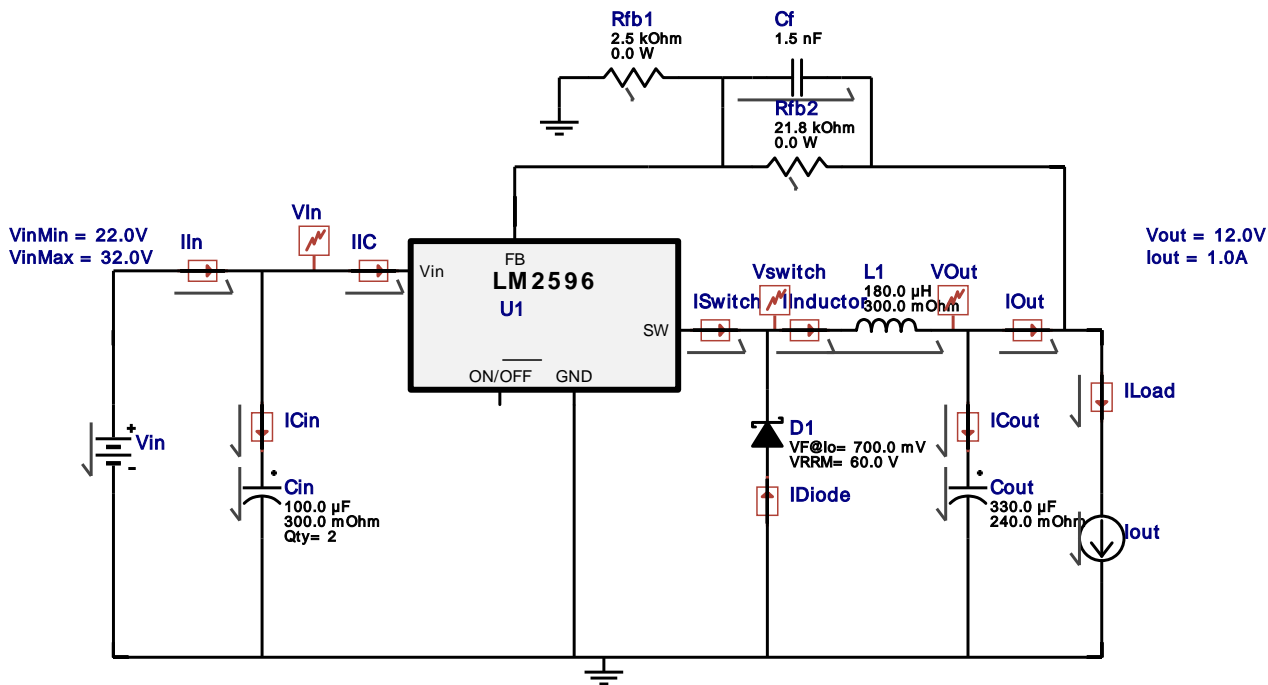 Rfb1
2.5 kOhm
0.0 W
Cf
1.5 nF
Rfb2
21.8 kOhm
0.0 W
VinMin = 22.0V
VinMax = 32.0V
IIn
VIn
IIC
Vin
FB
LM2596
U1
SW
ON/OFF
GND
ISwitch
Vswitch
IInductor
L1
180.0 µH
300.0 mOhm
VOut
IOut
Vout = 12.0V
Iout = 1.0A
+
Vin
-
ICin
Cin
100.0 µF
300.0 mOhm
Qty= 2
D1
VF@Io= 700.0 mV
VRRM= 60.0 V
IDiode
ICout
Cout
330.0 µF
240.0 mOhm
ILoad
Iout